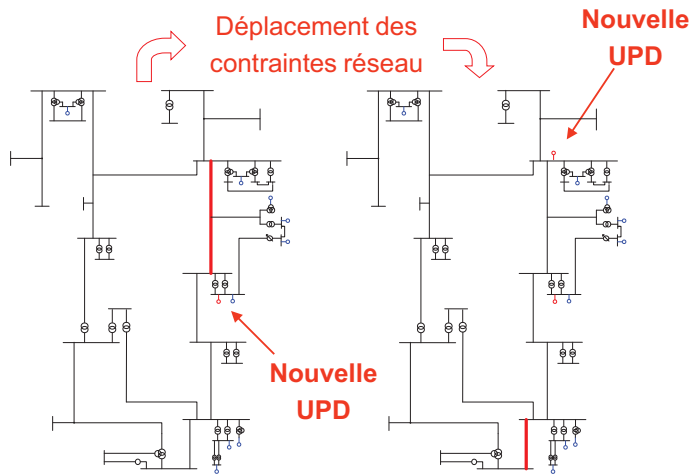 Déplacement des
contraintes réseau
Nouvelle
UPD
Nouvelle
UPD